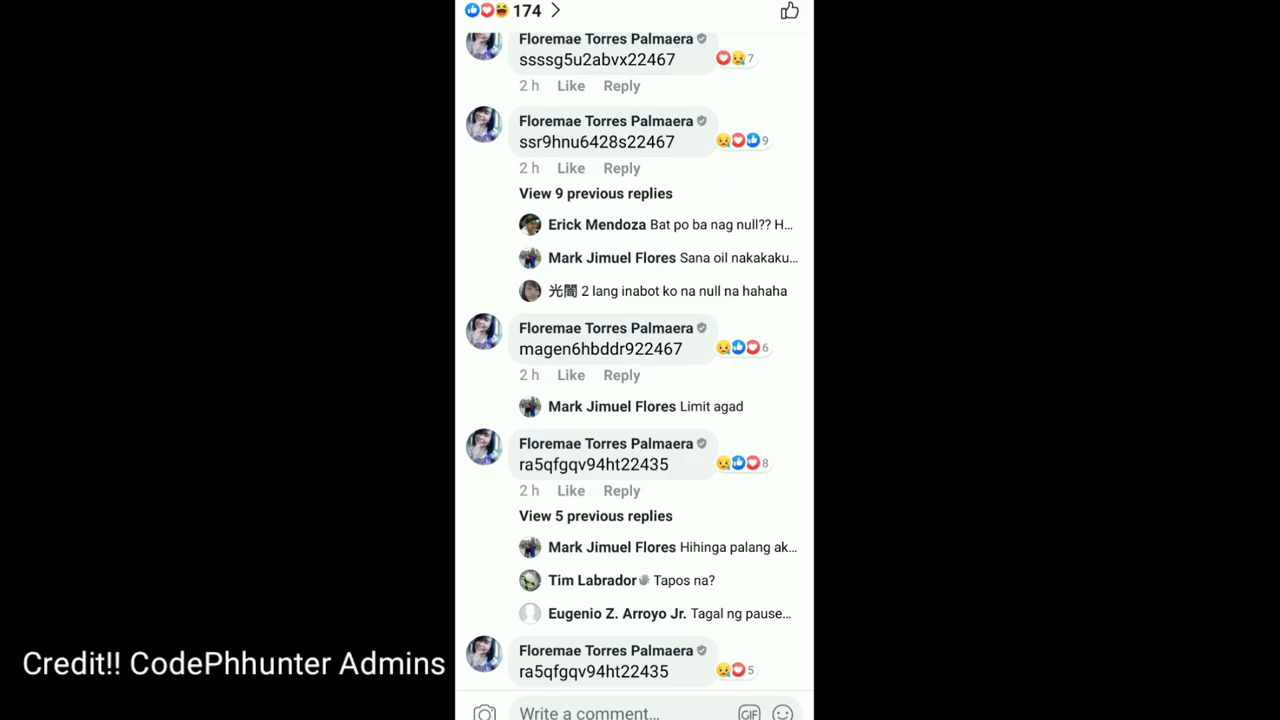 174
Floremae Torres Palmaera
ssssg5u2abvx22467
7
2 h Like Reply
Floremae Torres Palmaera
ssr9hnu6428s22467
9
2 h Like Reply
View 9 previous replies
Erick Mendoza Bat po ba nag null?? H...
Mark Jimuel Flores Sana oil nakakaku...
光闇 2 lang inabot ko na null na hahaha
Floremae Torres Palmaera
magen6hbddr922467
6
2 h Like Reply
Mark Jimuel Flores Limit agad
Floremae Torres Palmaera
ra5qfgqv94ht22435
8
2 h Like Reply
View 5 previous replies
Mark Jimuel Flores Hihinga palang ak...
Tim Labrador Tapos na?
Eugenio Z. Arroyo Jr. Tagal ng pause...
Floremae Torres Palmaera
ra5qfgqv94ht22435
5
Write a comment...
GIF
Credit!! CodePhhunter Admins